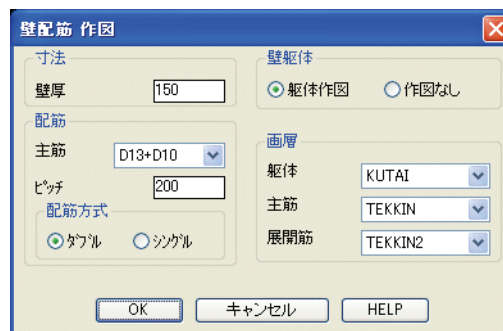 壁配筋 作図
寸法
壁厚 150
配筋
主筋 D13+D10
ﾋﾟｯﾁ 200
配筋方式
ﾀﾞﾌﾞﾙ ｼﾝｸﾞﾙ
壁躯体
躯体作図 作図なし
画層
躯体 KUTAI
主筋 TEKKIN
展開筋 TEKKIN2
OK キャンセル HELP